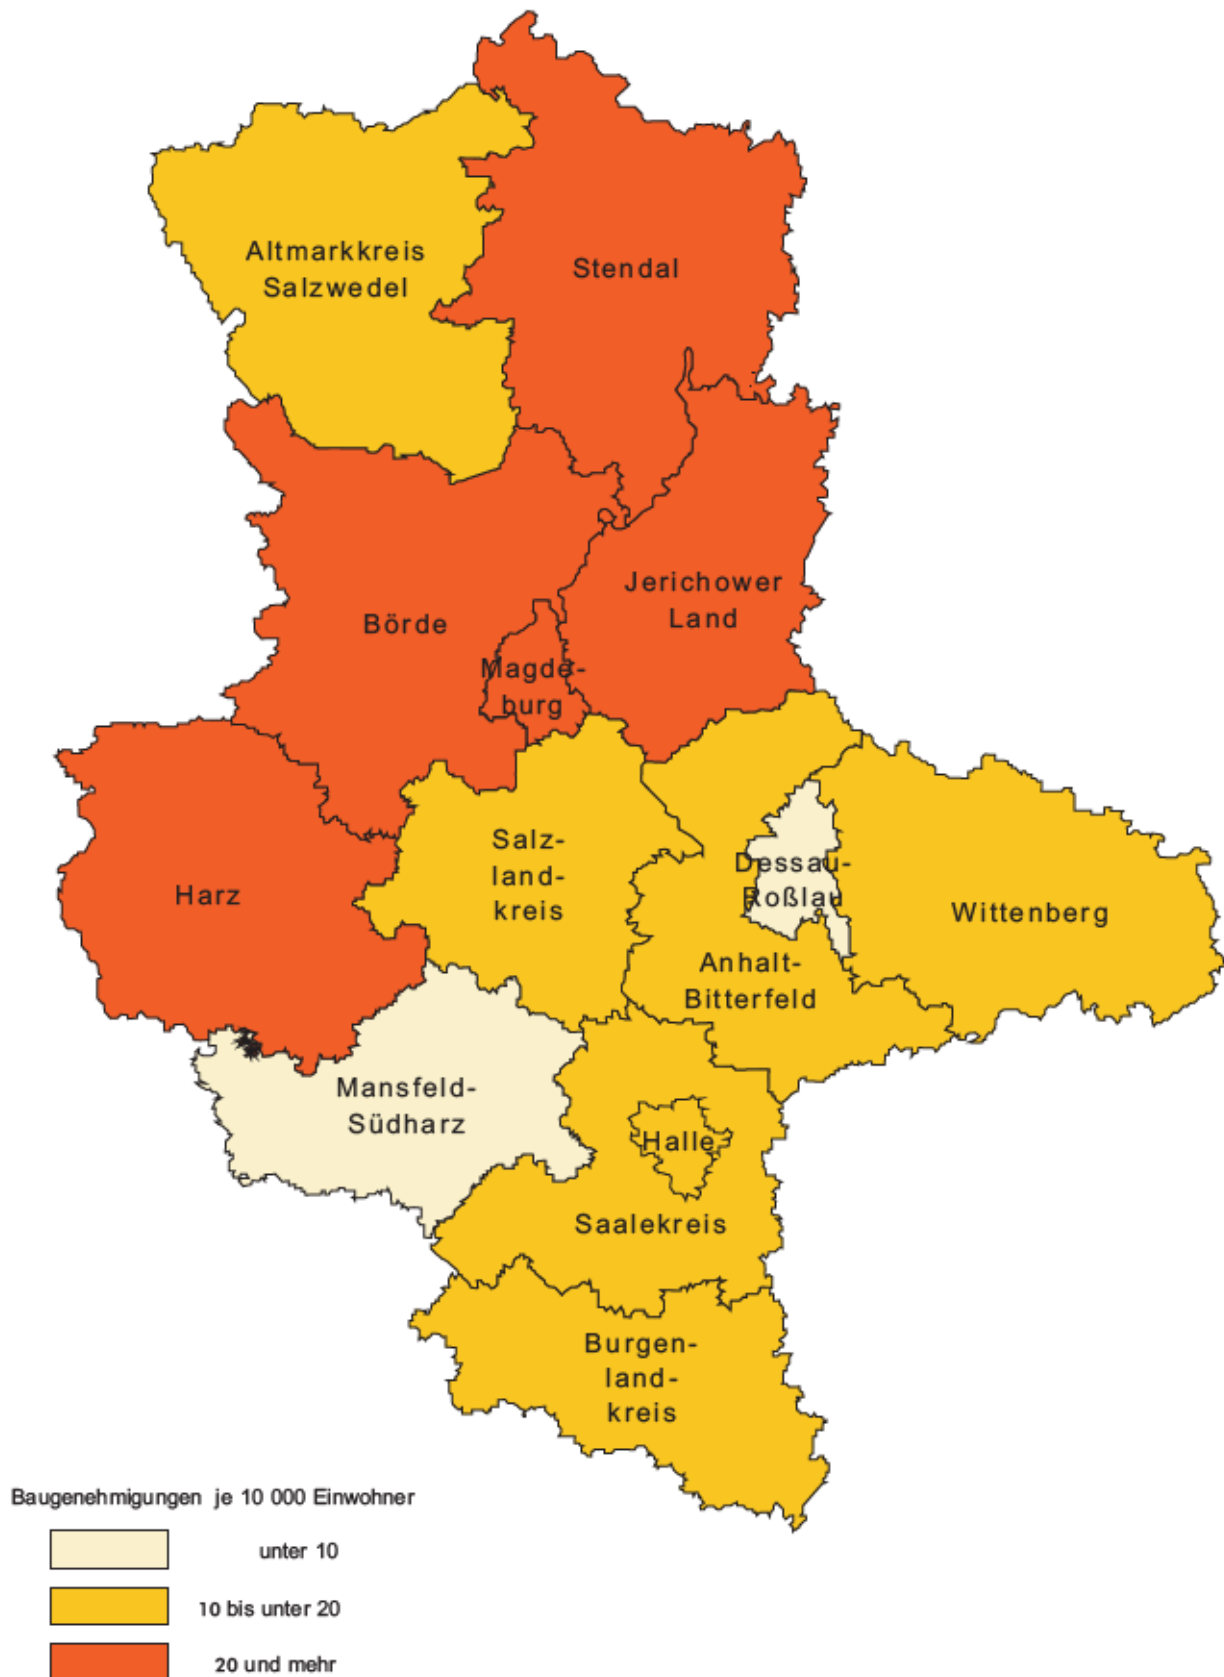 Altmarkkreis
Salzwedel
Stendal
Jerichower
Land
Börde
Magde-
burg
Harz
Salz-
land-
kreis
Dessau-
Roßlau
Wittenberg
Anhalt-
Bitterfeld
Mansfeld-
Südharz
Halle
Saalekreis
Burgen-
land-
kreis
Baugenehmigungen je 10 000 Einwohner
unter 10
10 bis unter 20
20 und mehr